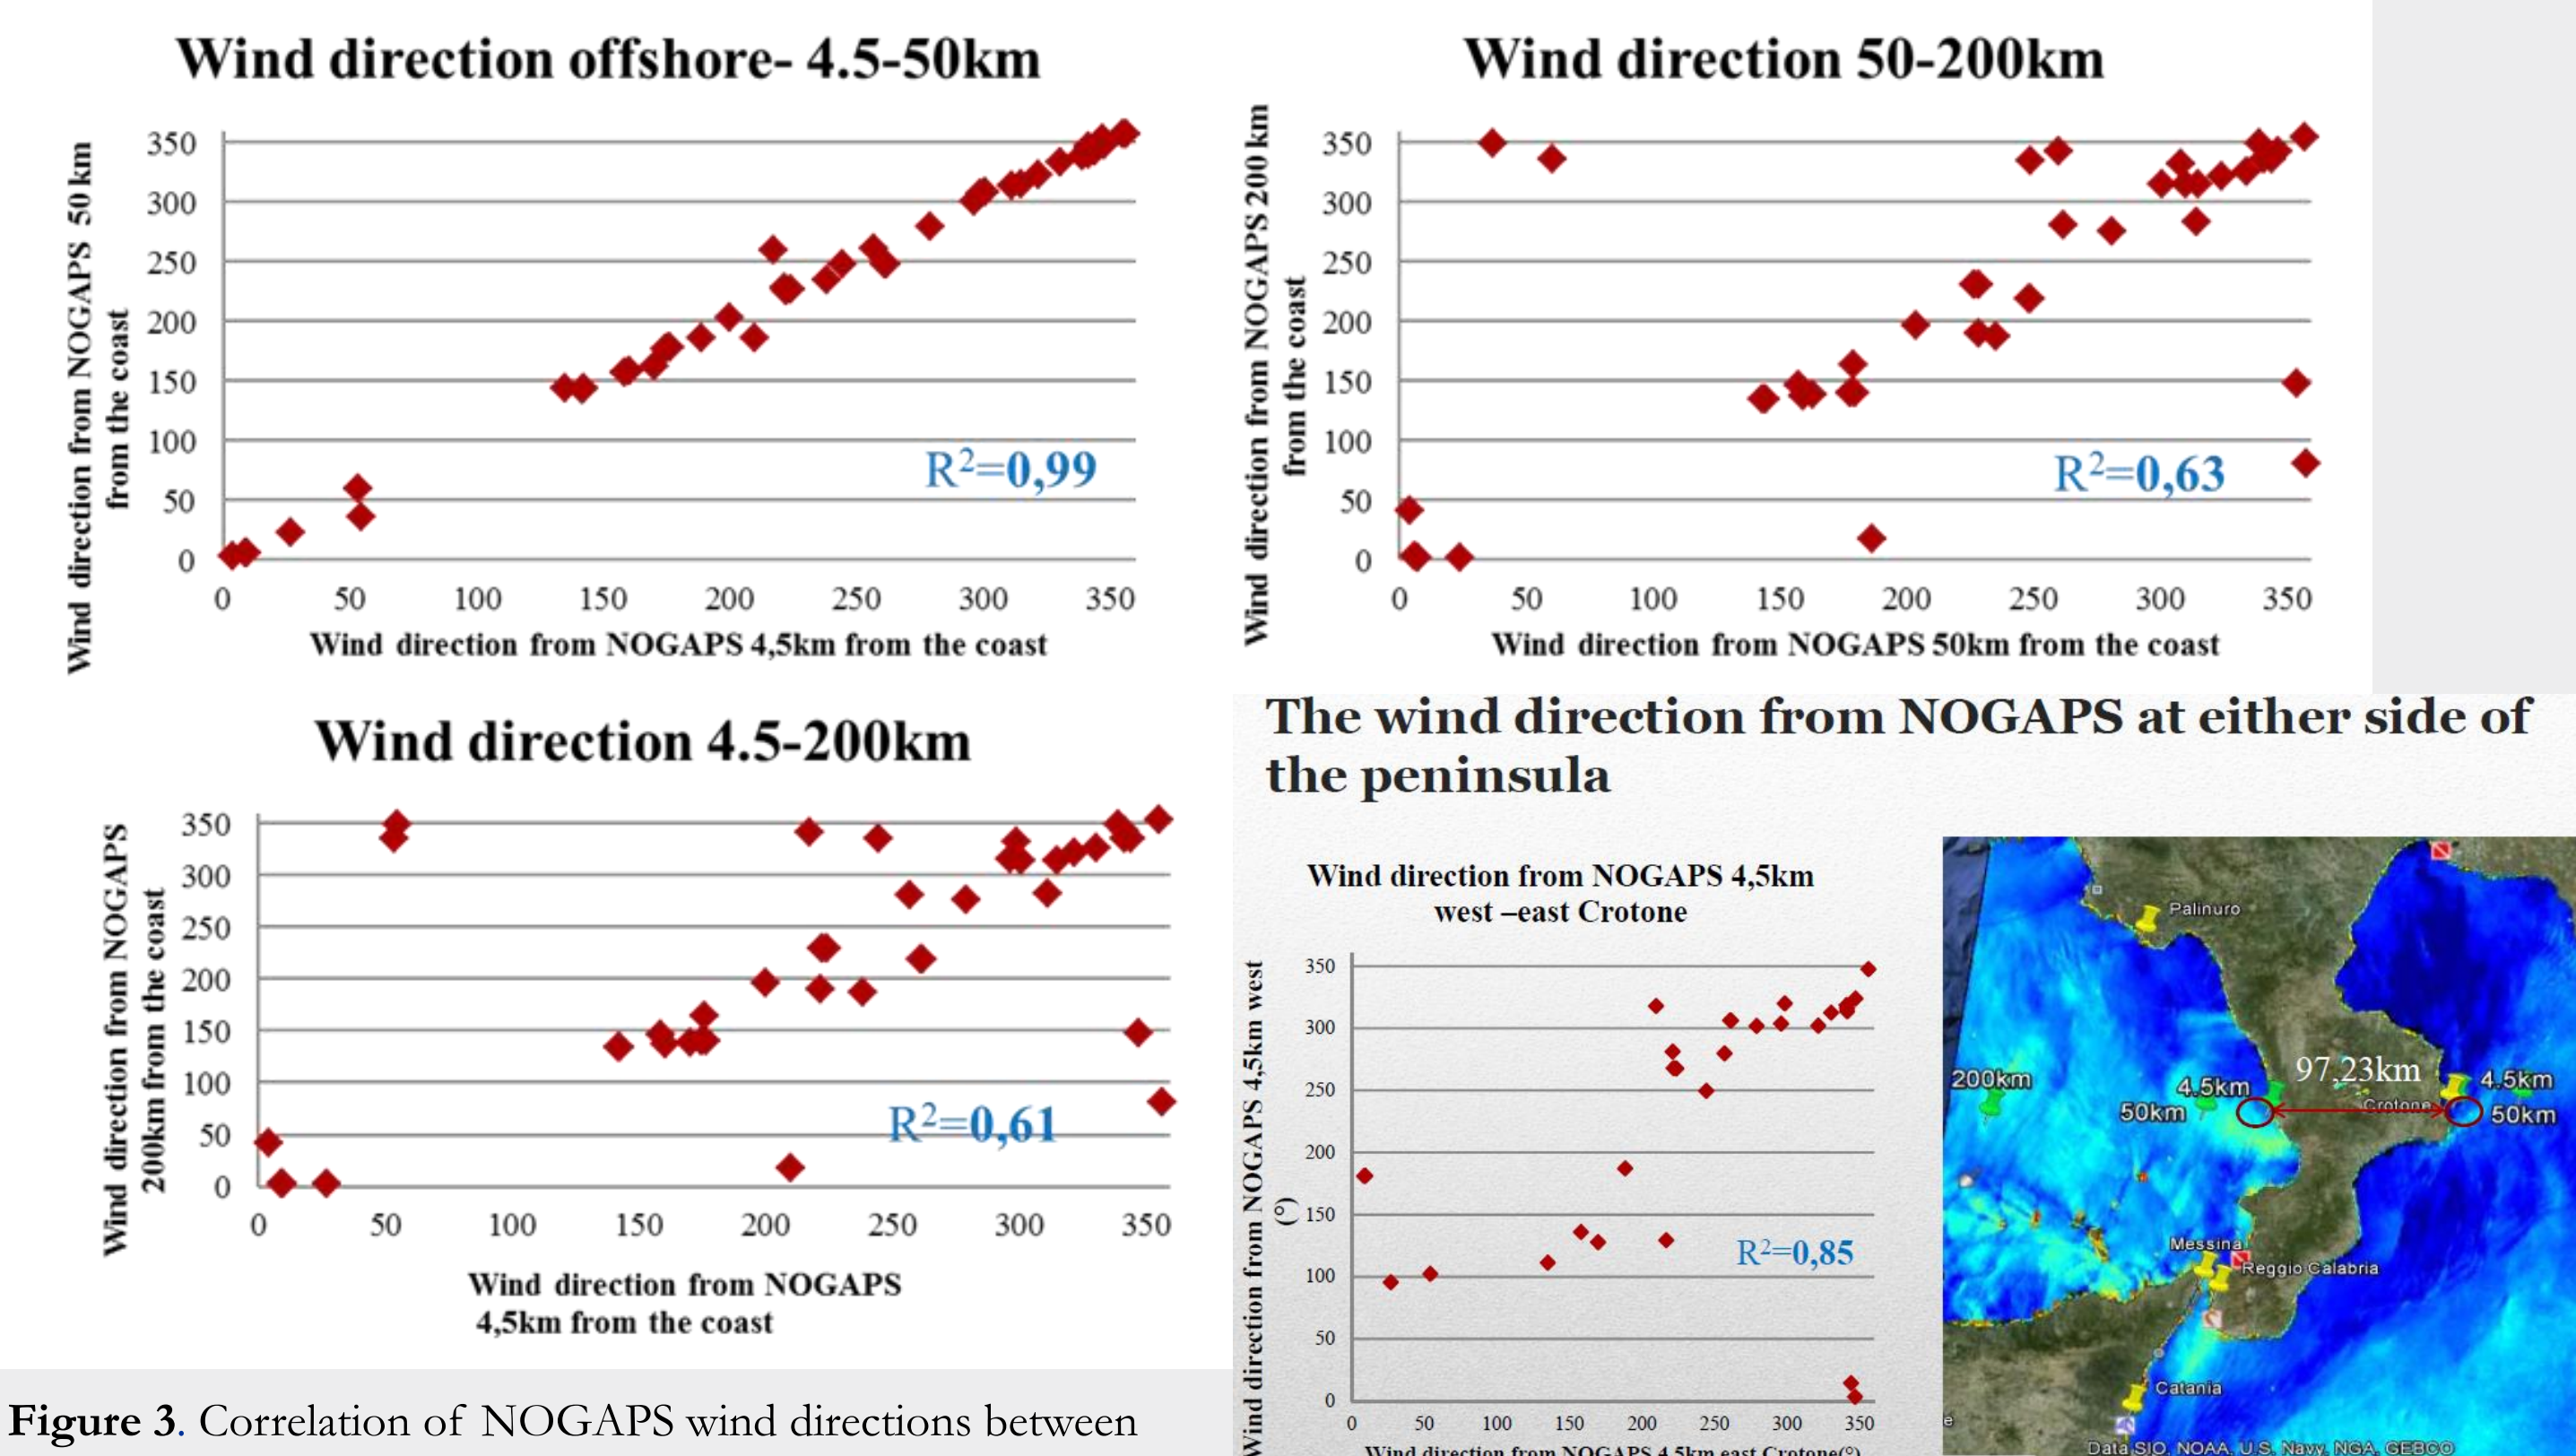 Wind direction offshore- 4.5-50km
Wind direction from NOGAPS 50 km
from the coast
350
300
250
200
150
100
50
0
R²=0,99
0 50 100 150 200 250 300 350
Wind direction from NOGAPS 4,5km from the coast
Wind direction 50-200km
Wind direction from NOGAPS 200 km
from the coast
350
300
250
200
150
100
50
0
R²=0,63
0 50 100 150 200 250 300 350
Wind direction from NOGAPS 50km from the coast
Wind direction 4.5-200km
Wind direction from NOGAPS
200km from the coast
350
300
250
200
150
100
50
0
R²=0,61
0 50 100 150 200 250 300 350
Wind direction from NOGAPS
4,5km from the coast
The wind direction from NOGAPS at either side of
the peninsula
Wind direction from NOGAPS 4,5km
west –east Crotone
Wind direction from NOGAPS 4,5km west
(°)
350
300
250
200
150
100
50
0
R²=0,85
0 50 100 150 200 250 300 350
Wind direction from NOGAPS 4,5km east Crotone(°)
Palinuro
97,23km
200km
4.5km
4.5km
Crotone
50km
50km
Messina
Reggio Calabria
Catania
e
Data SIO, NOAA, U.S. Navy, NGA, GEBCO
Figure 3. Correlation of NOGAPS wind directions between